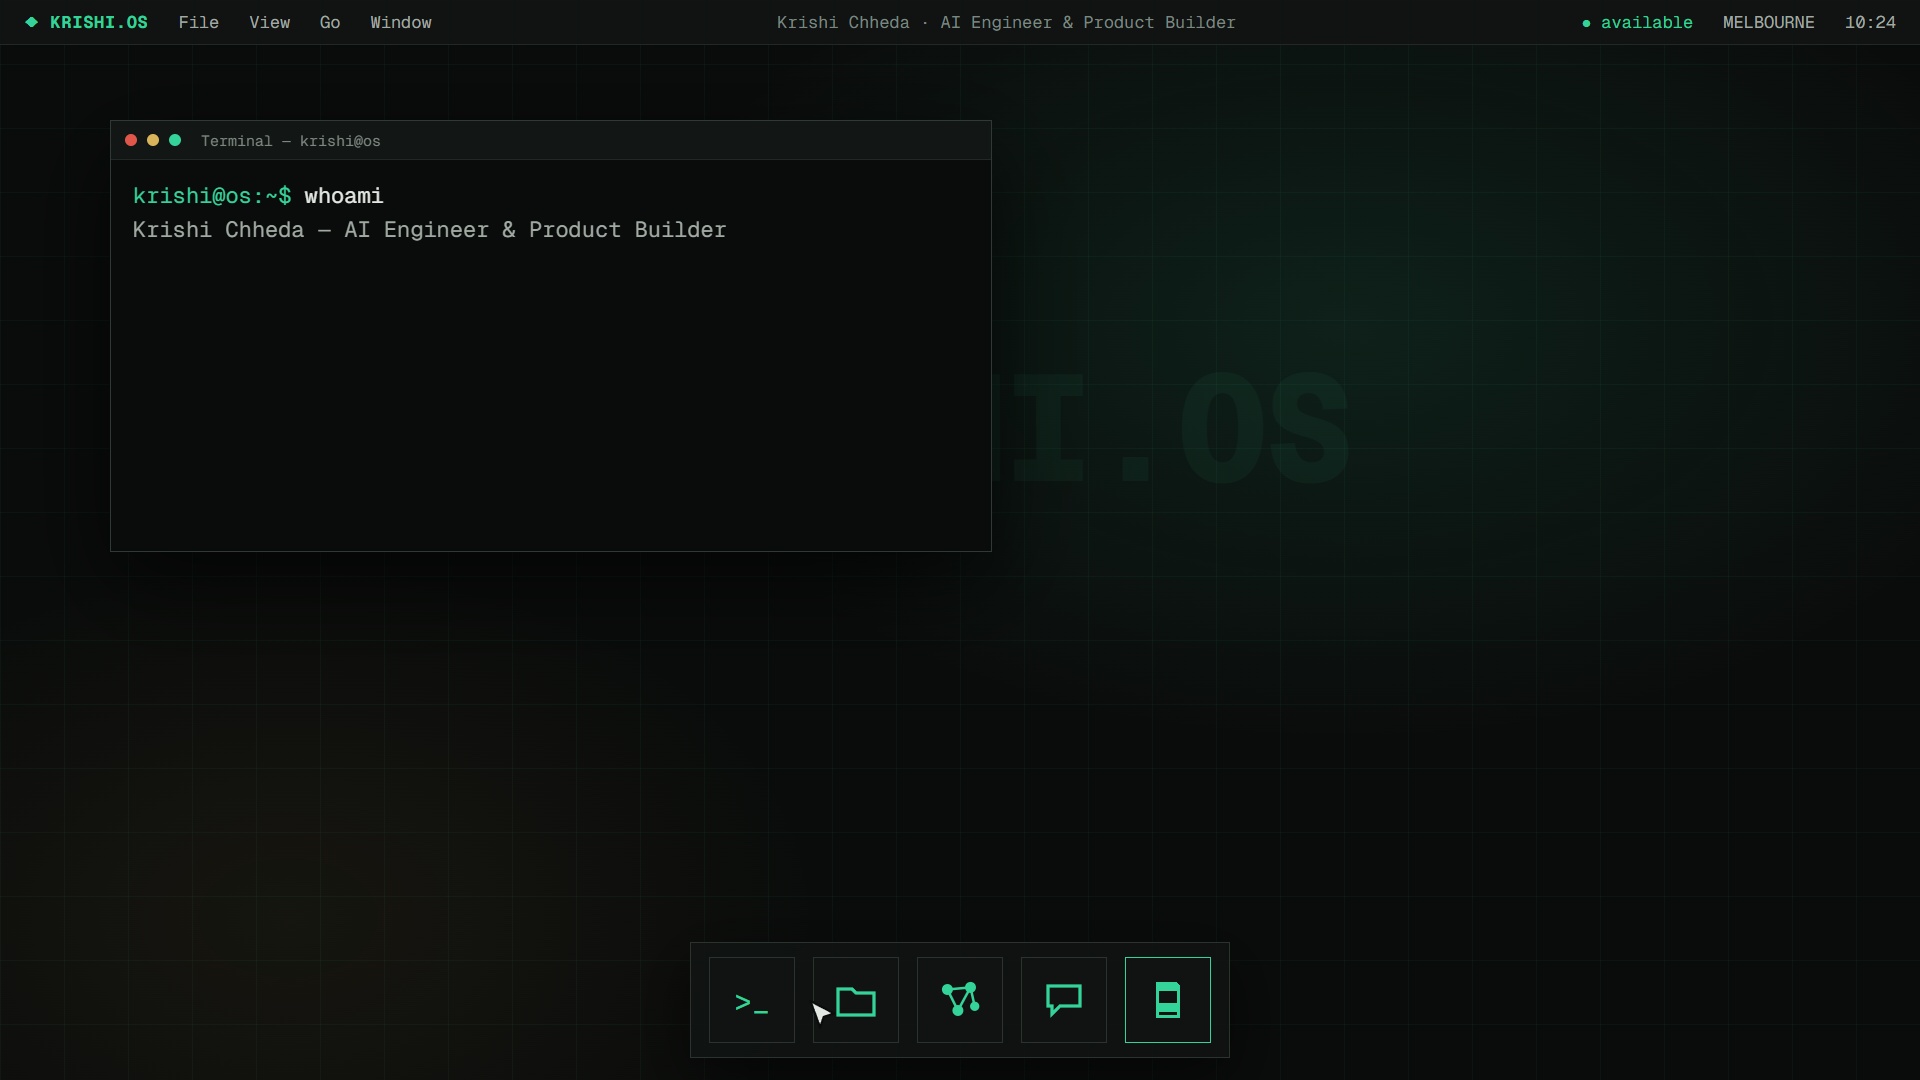 KRISHI.OS File View Go Window Krishi Chheda · AI Engineer & Product Builder ● available MELBOURNE 10:24
Terminal — krishi@os
krishi@os:~$ whoami
Krishi Chheda — AI Engineer & Product Builder
I.OS
>_